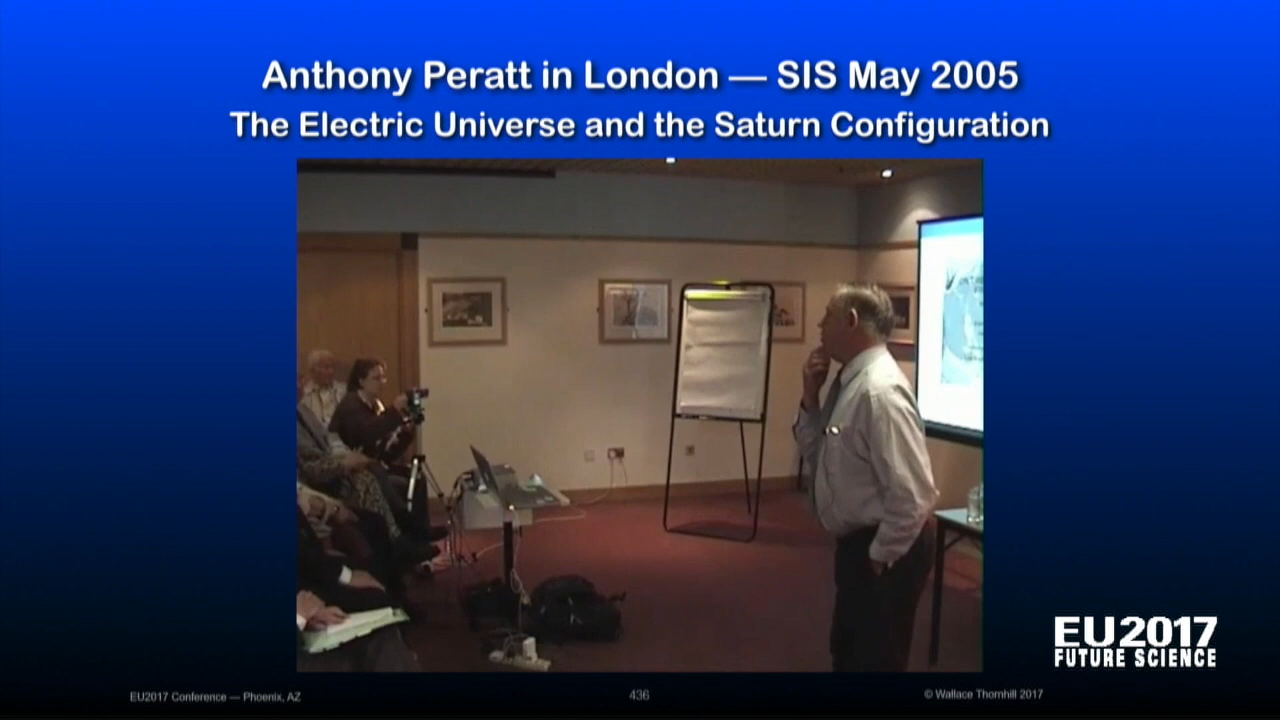 Anthony Peratt in London — SIS May 2005
The Electric Universe and the Saturn Configuration
EU2017
FUTURE SCIENCE
EU2017 Conference — Phoenix, AZ
436
© Wallace Thornhill 2017